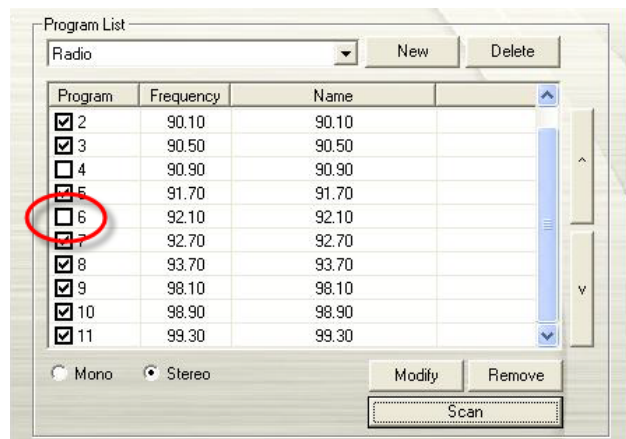 Program List
Radio New Delete
Program Frequency Name
2 90.10 90.10
3 90.50 90.50
4 90.90 90.90
5 91.70 91.70
6 92.10 92.10
7 92.70 92.70
8 93.70 93.70
9 98.10 98.10
10 98.90 98.90
11 99.30 99.30
Mono Stereo Modify Remove
Scan